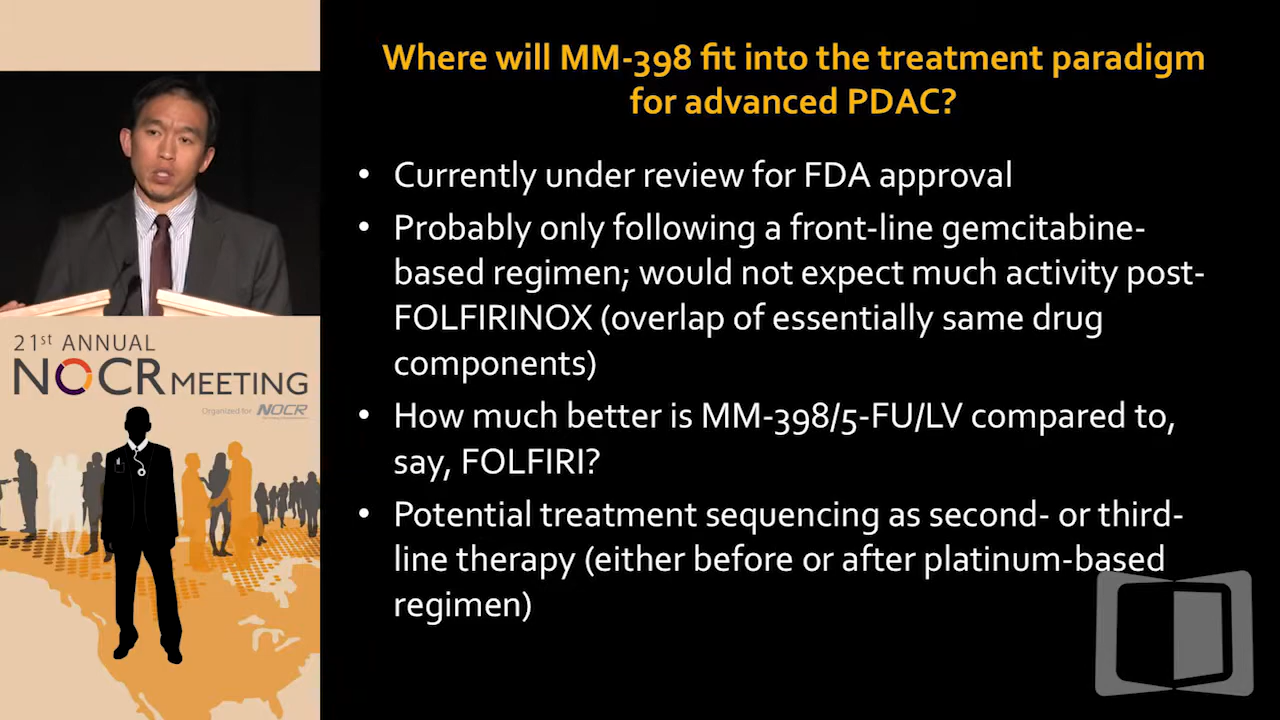 Where will MM-398 fit into the treatment paradigm
for advanced PDAC?
• Currently under review for FDA approval
• Probably only following a front-line gemcitabine-
based regimen; would not expect much activity post-
FOLFIRINOX (overlap of essentially same drug
components)
• How much better is MM-398/5-FU/LV compared to,
say, FOLFIRI?
• Potential treatment sequencing as second- or third-
line therapy (either before or after platinum-based
regimen)
21st ANNUAL
NOCR MEETING
Organized for NOCR